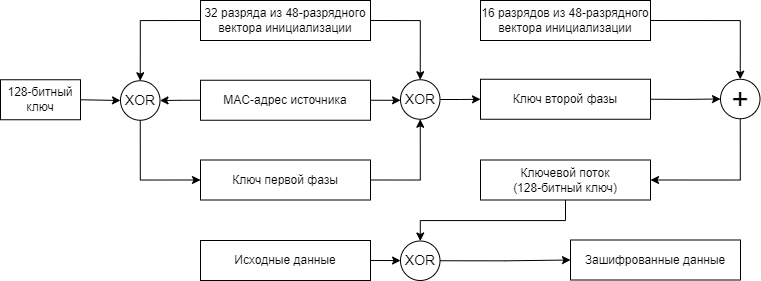 32 разряда из 48-разрядного
вектора инициализации
16 разрядов из 48-разрядного
вектора инициализации
128-битный
ключ
XOR
MAC-адрес источника
XOR
Ключ второй фазы
+
Ключ первой фазы
Ключевой поток
(128-битный ключ)
Исходные данные
XOR
Зашифрованные данные